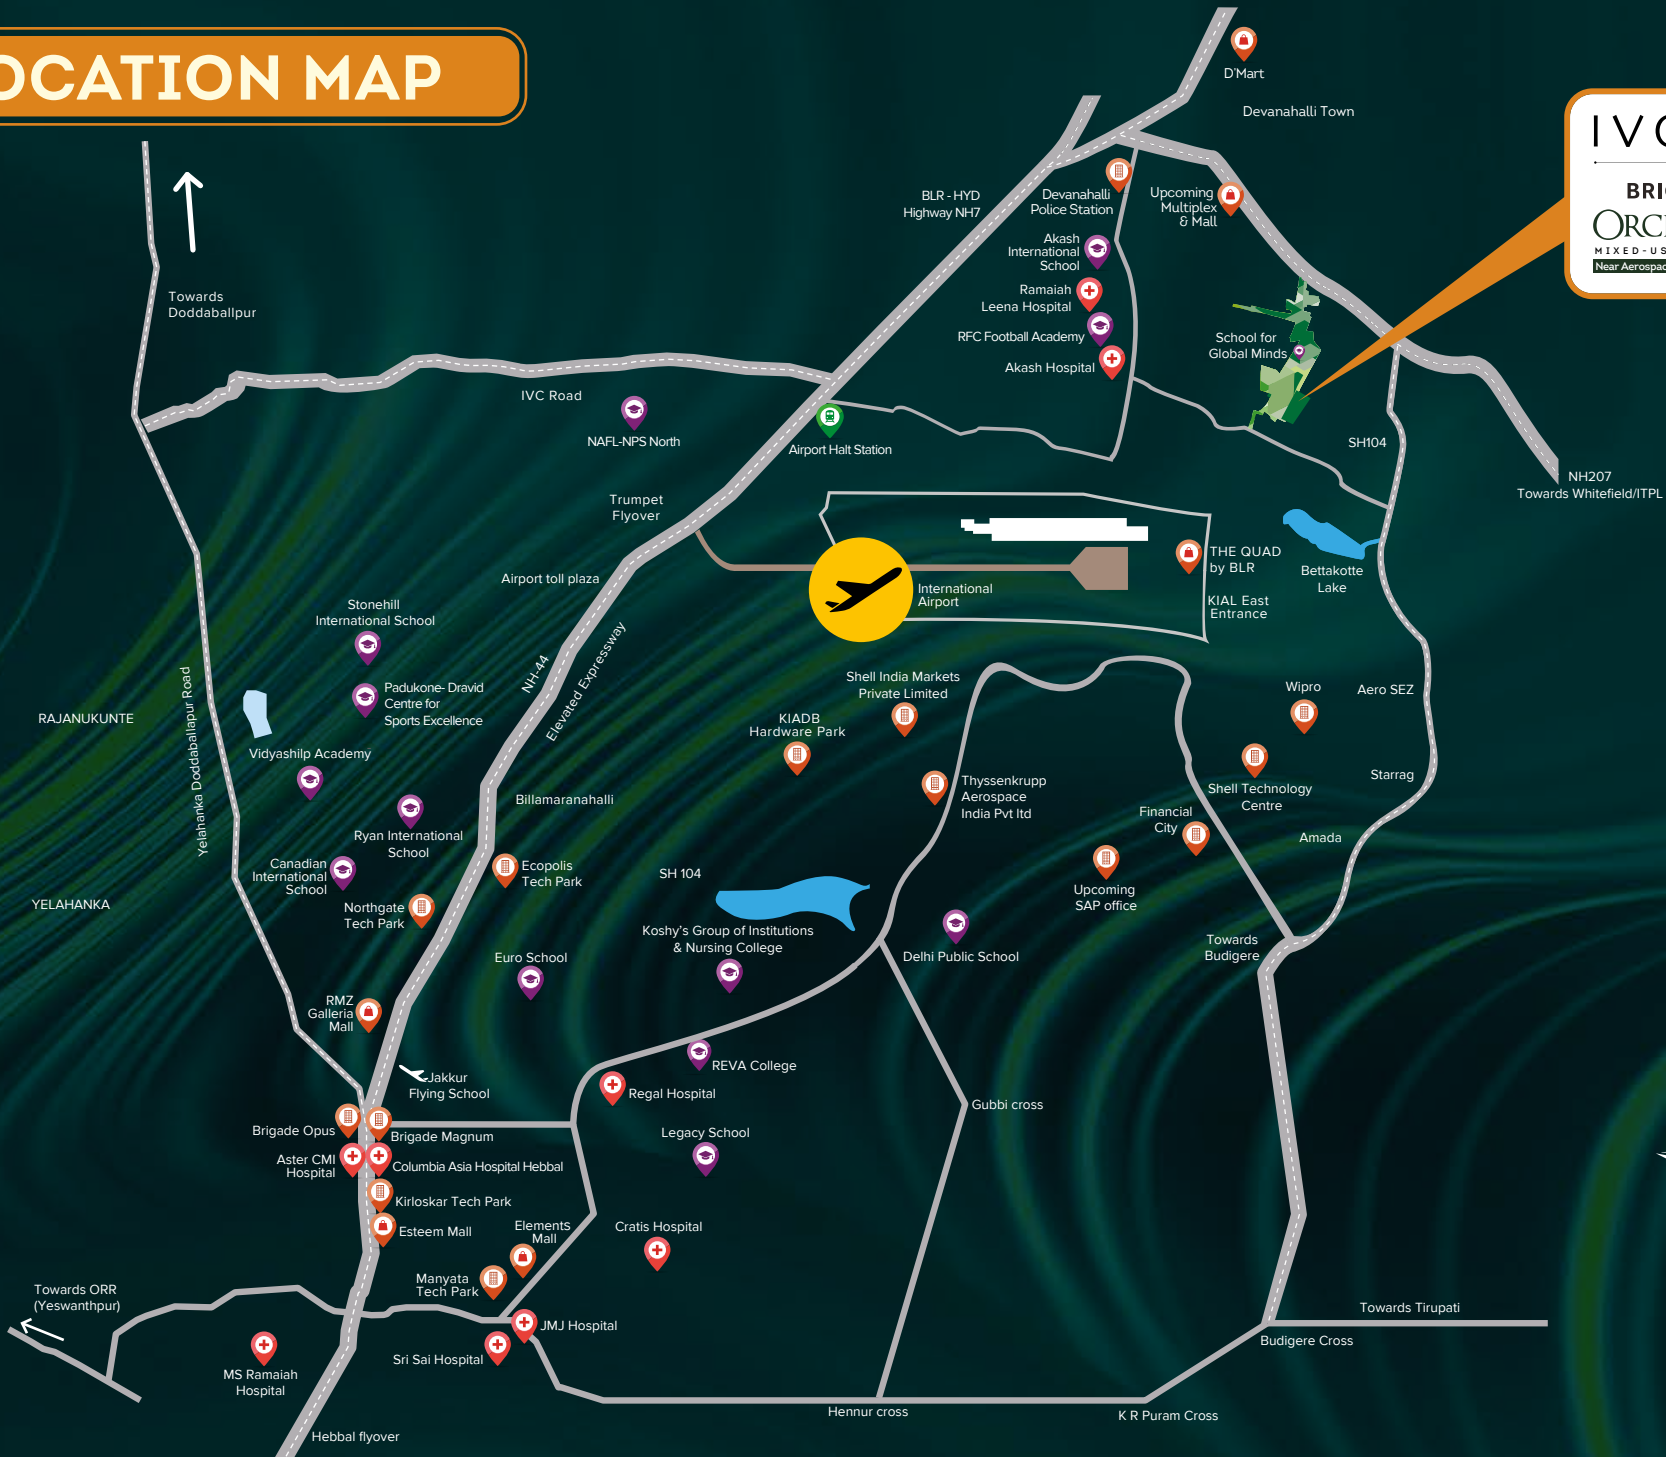 OCATION MAP
D'Mart
Devanahalli Town
IVC
BRIG
ORC
MIXED-US
Near Aerospac
BLR - HYD
Highway NH7
Devanahalli
Police Station
Upcoming
Multiplex
& Mall
Akash
International
School
Ramaiah
Leena Hospital
RFC Football Academy
Akash Hospital
School for
Global Minds
Towards
Doddaballpur
IVC Road
NAFL-NPS North
Airport Halt Station
SH104
NH207
Towards Whitefield/ITPL
Trumpet
Flyover
Airport toll plaza
THE QUAD
by BLR
KIAL East
Entrance
International
Airport
Bettakotte
Lake
Stonehill
International School
Padukone- Dravid
Centre for
Sports Excellence
NH-44
Elevated Expressway
Yelahanka Doddaballapur Road
RAJANUKUNTE
Vidyashilp Academy
Shell India Markets
Private Limited
KIADB
Hardware Park
Wipro
Aero SEZ
Thyssenkrupp
Aerospace
India Pvt ltd
Shell Technology
Centre
Starrag
Financial
City
Amada
Billamaranahalli
Ryan International
School
Canadian
International
School
Ecopolis
Tech Park
SH 104
Northgate
Tech Park
YELAHANKA
Upcoming
SAP office
Koshy's Group of Institutions
& Nursing College
Delhi Public School
Towards
Budigere
Euro School
RMZ
Galleria
Mall
Jakkur
Flying School
REVA College
Regal Hospital
Gubbi cross
Brigade Opus
Brigade Magnum
Legacy School
Aster CMI
Hospital
Columbia Asia Hospital Hebbal
Kirloskar Tech Park
Esteem Mall
Elements
Mall
Cratis Hospital
Manyata
Tech Park
Towards ORR
(Yeswanthpur)
JMJ Hospital
Sri Sai Hospital
MS Ramaiah
Hospital
Towards Tirupati
Budigere Cross
Hennur cross
K R Puram Cross
Hebbal flyover